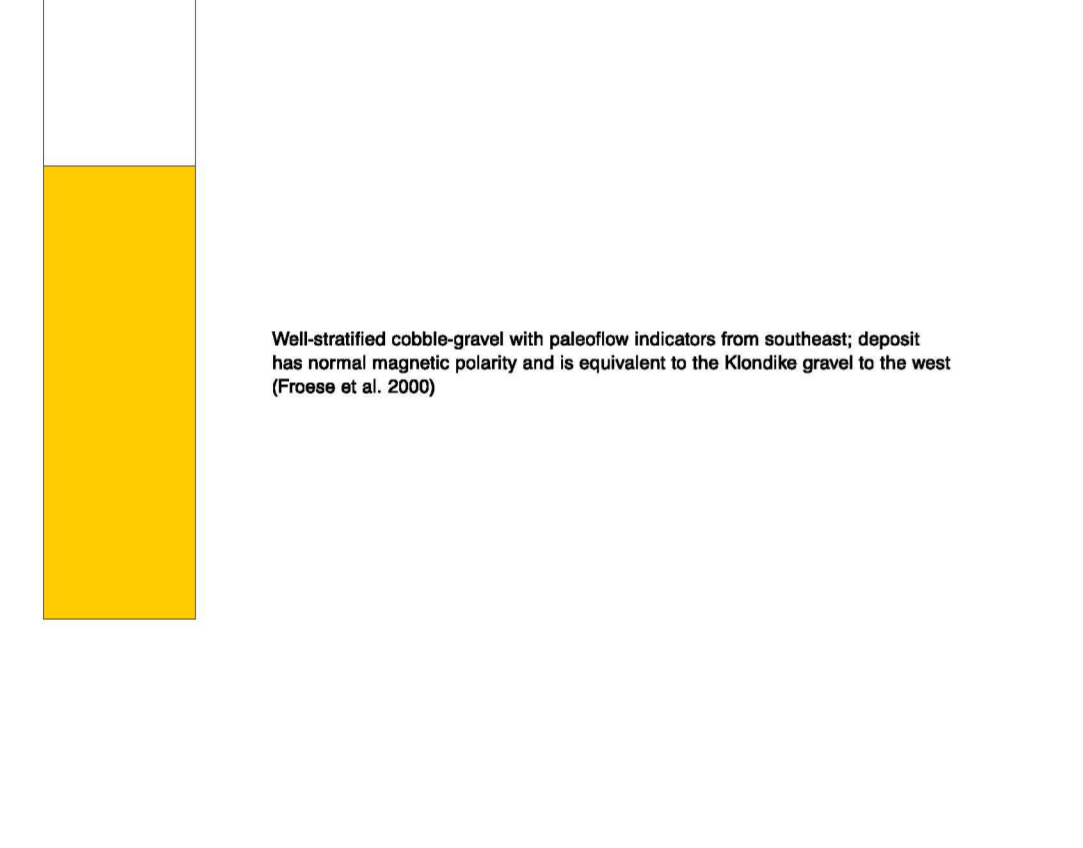 Well-stratified cobble-gravel with paleoflow indicators from southeast; deposit
has normal magnetic polarity and is equivalent to the Klondike gravel to the west
(Froese et al. 2000)